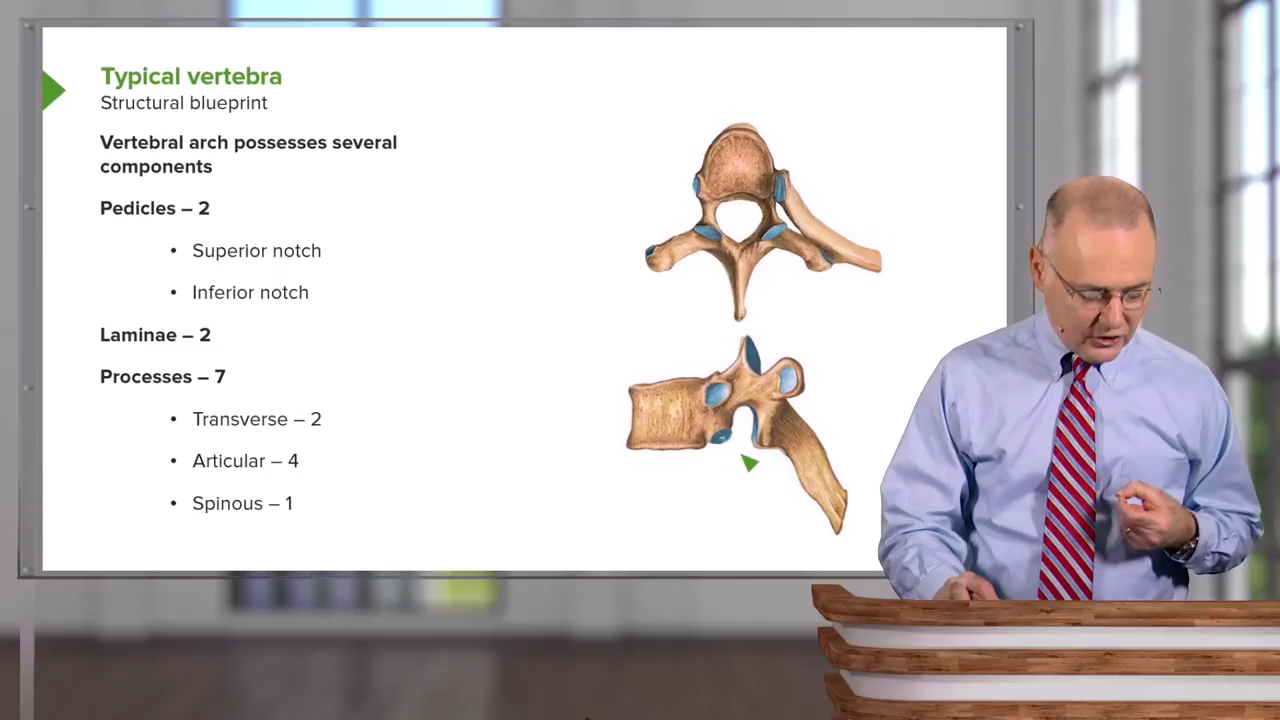 Typical vertebra
Structural blueprint
Vertebral arch possesses several
components
Pedicles – 2
• Superior notch
• Inferior notch
Laminae – 2
Processes – 7
• Transverse – 2
• Articular – 4
• Spinous – 1